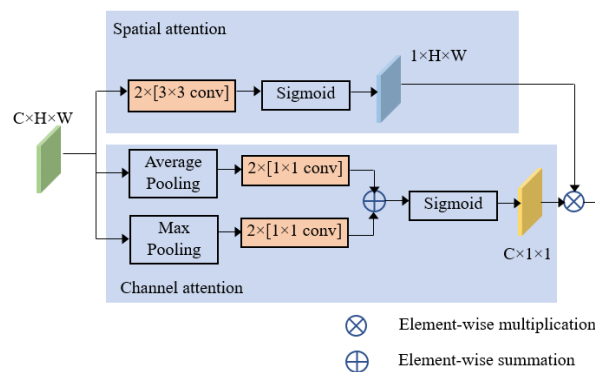 Spatial attention
1×H×W
2×[3×3 conv]
Sigmoid
C×H×W
Average
Pooling
2×[1×1 conv]
Max
Pooling
2×[1×1 conv]
Sigmoid
C×1×1
Channel attention
Element-wise multiplication
Element-wise summation